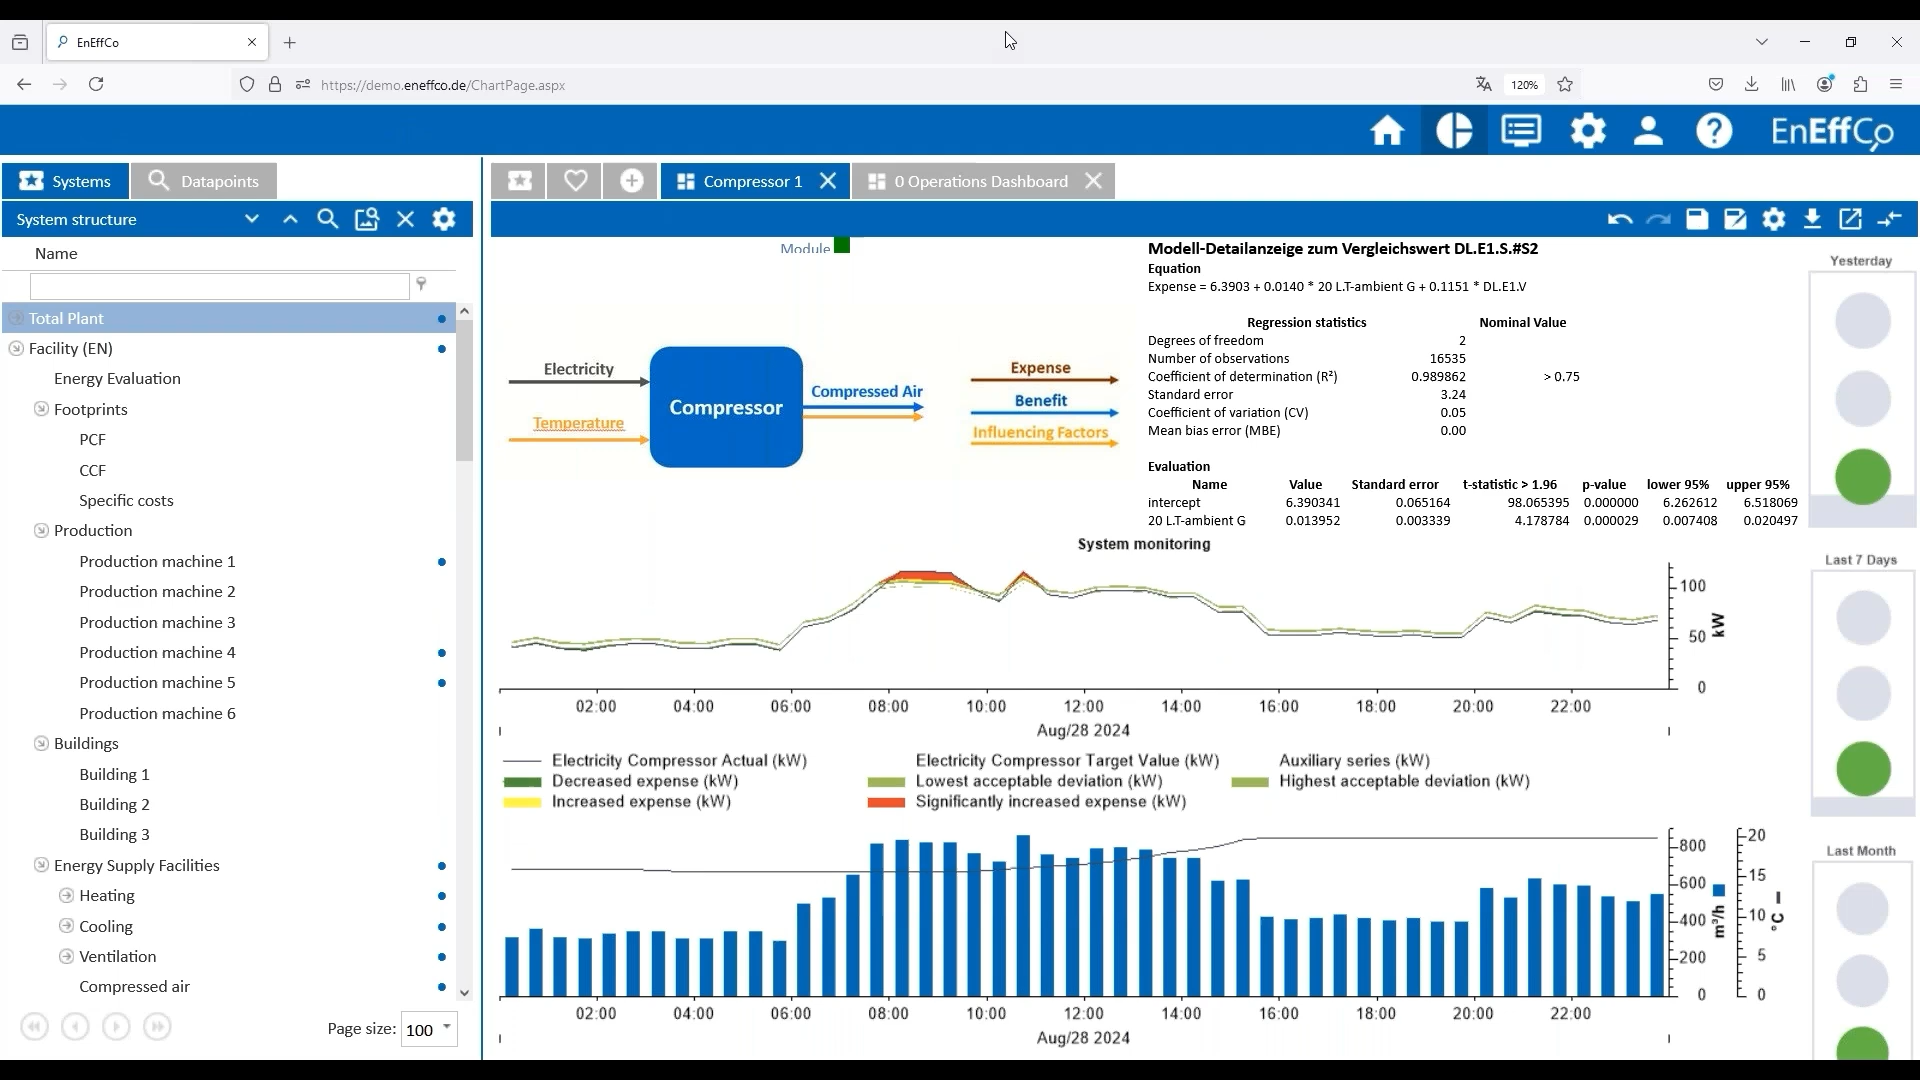 EnEffCo
https://demo.eneffco.de/ChartPage.aspx
120%
EnEffCo
Systems
Datapoints
Compressor 1
0 Operations Dashboard
System structure
Name
Total Plant
Facility (EN)
Energy Evaluation
Footprints
PCF
CCF
Specific costs
Production
Production machine 1
Production machine 2
Production machine 3
Production machine 4
Production machine 5
Production machine 6
Buildings
Building 1
Building 2
Building 3
Energy Supply Facilities
Heating
Cooling
Ventilation
Compressed air
Page size: 100
Module
Electricity
Temperature
Compressor
Compressed Air
Expense
Benefit
Influencing Factors
Modell-Detailanzeige zum Vergleichswert DL.E1.S.#S2
Equation
Expense = 6.3903 + 0.0140 * 20 L.T-ambient G + 0.1151 * DL.E1.V
Regression statistics Nominal Value
Degrees of freedom 2
Number of observations 16535
Coefficient of determination (R²) 0.989862 > 0.75
Standard error 3.24
Coefficient of variation (CV) 0.05
Mean bias error (MBE) 0.00
Evaluation
Name Value Standard error t-statistic > 1.96 p-value lower 95% upper 95%
intercept 6.390341 0.065164 98.065395 0.000000 6.262612 6.518069
20 L.T-ambient G 0.013952 0.003339 4.178784 0.000029 0.007408 0.020497
System monitoring
100
50
0
kW
02:00 04:00 06:00 08:00 10:00 12:00 14:00 16:00 18:00 20:00 22:00
Aug/28 2024
Electricity Compressor Actual (kW) Electricity Compressor Target Value (kW) Auxiliary series (kW)
Decreased expense (kW) Lowest acceptable deviation (kW) Highest acceptable deviation (kW)
Increased expense (kW) Significantly increased expense (kW)
800
600
400
200
0
m³/h
20
15
10
5
0
°C
02:00 04:00 06:00 08:00 10:00 12:00 14:00 16:00 18:00 20:00 22:00
Aug/28 2024
Yesterday
Last 7 Days
Last Month